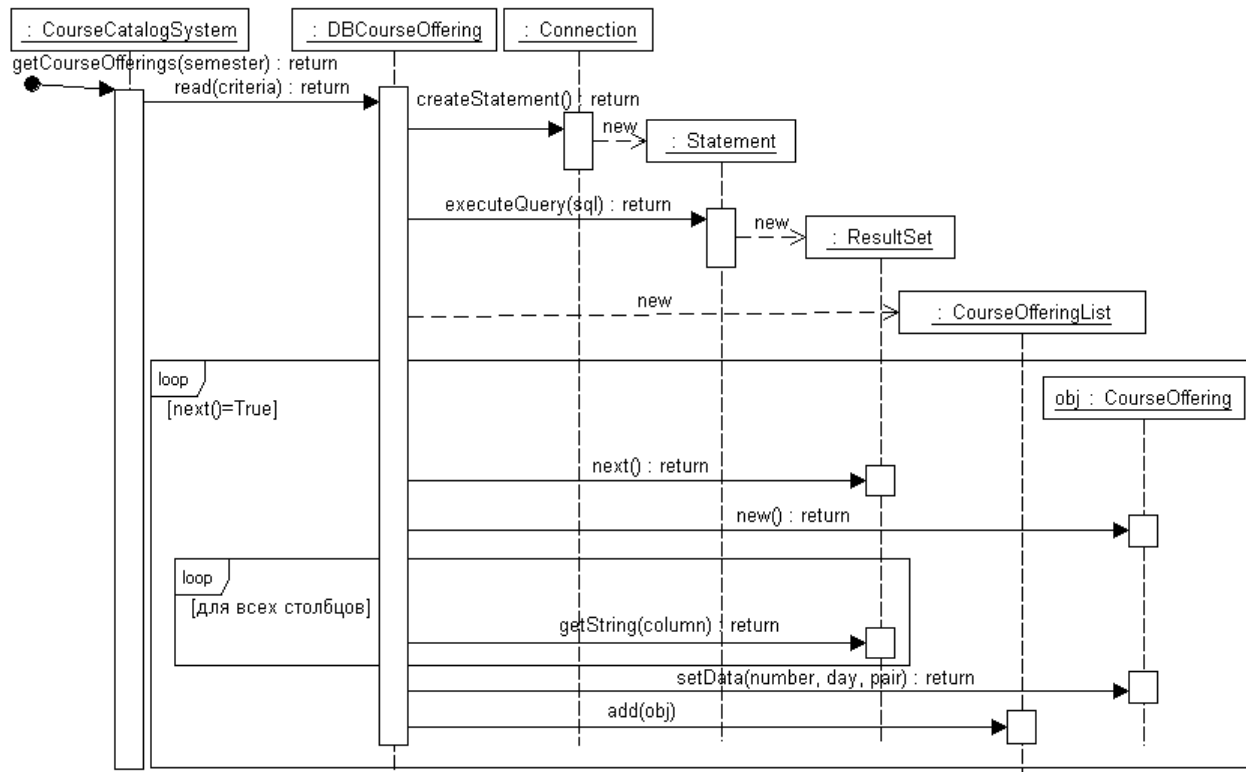 : CourseCatalogSystem
: DBCourseOffering
: Connection
getCourseOfferings(semester) : return
read(criteria) : return
createStatement() : return
new
: Statement
executeQuery(sql) : return
new
: ResultSet
new
: CourseOfferingList
loop
[next()=True]
obj : CourseOffering
next() : return
new() : return
loop
[для всех столбцов]
getString(column) : return
setData(number, day, pair) : return
add(obj)